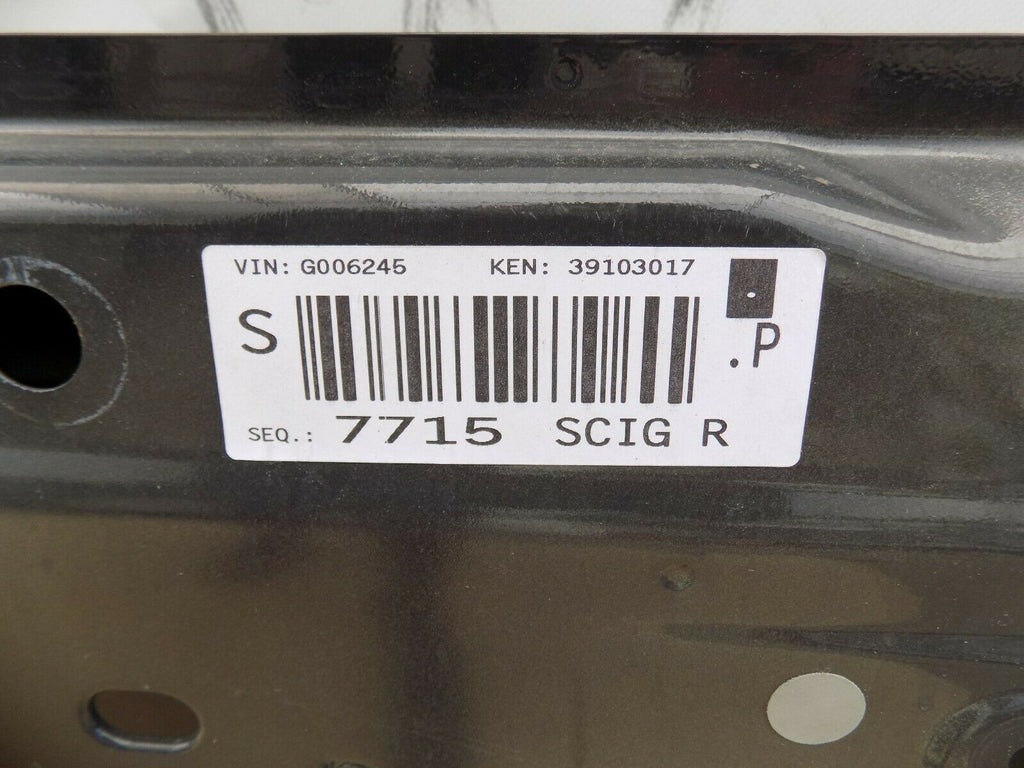 VIN: G006245 KEN: 39103017
S .P
SEQ.: 7715 SCIG R